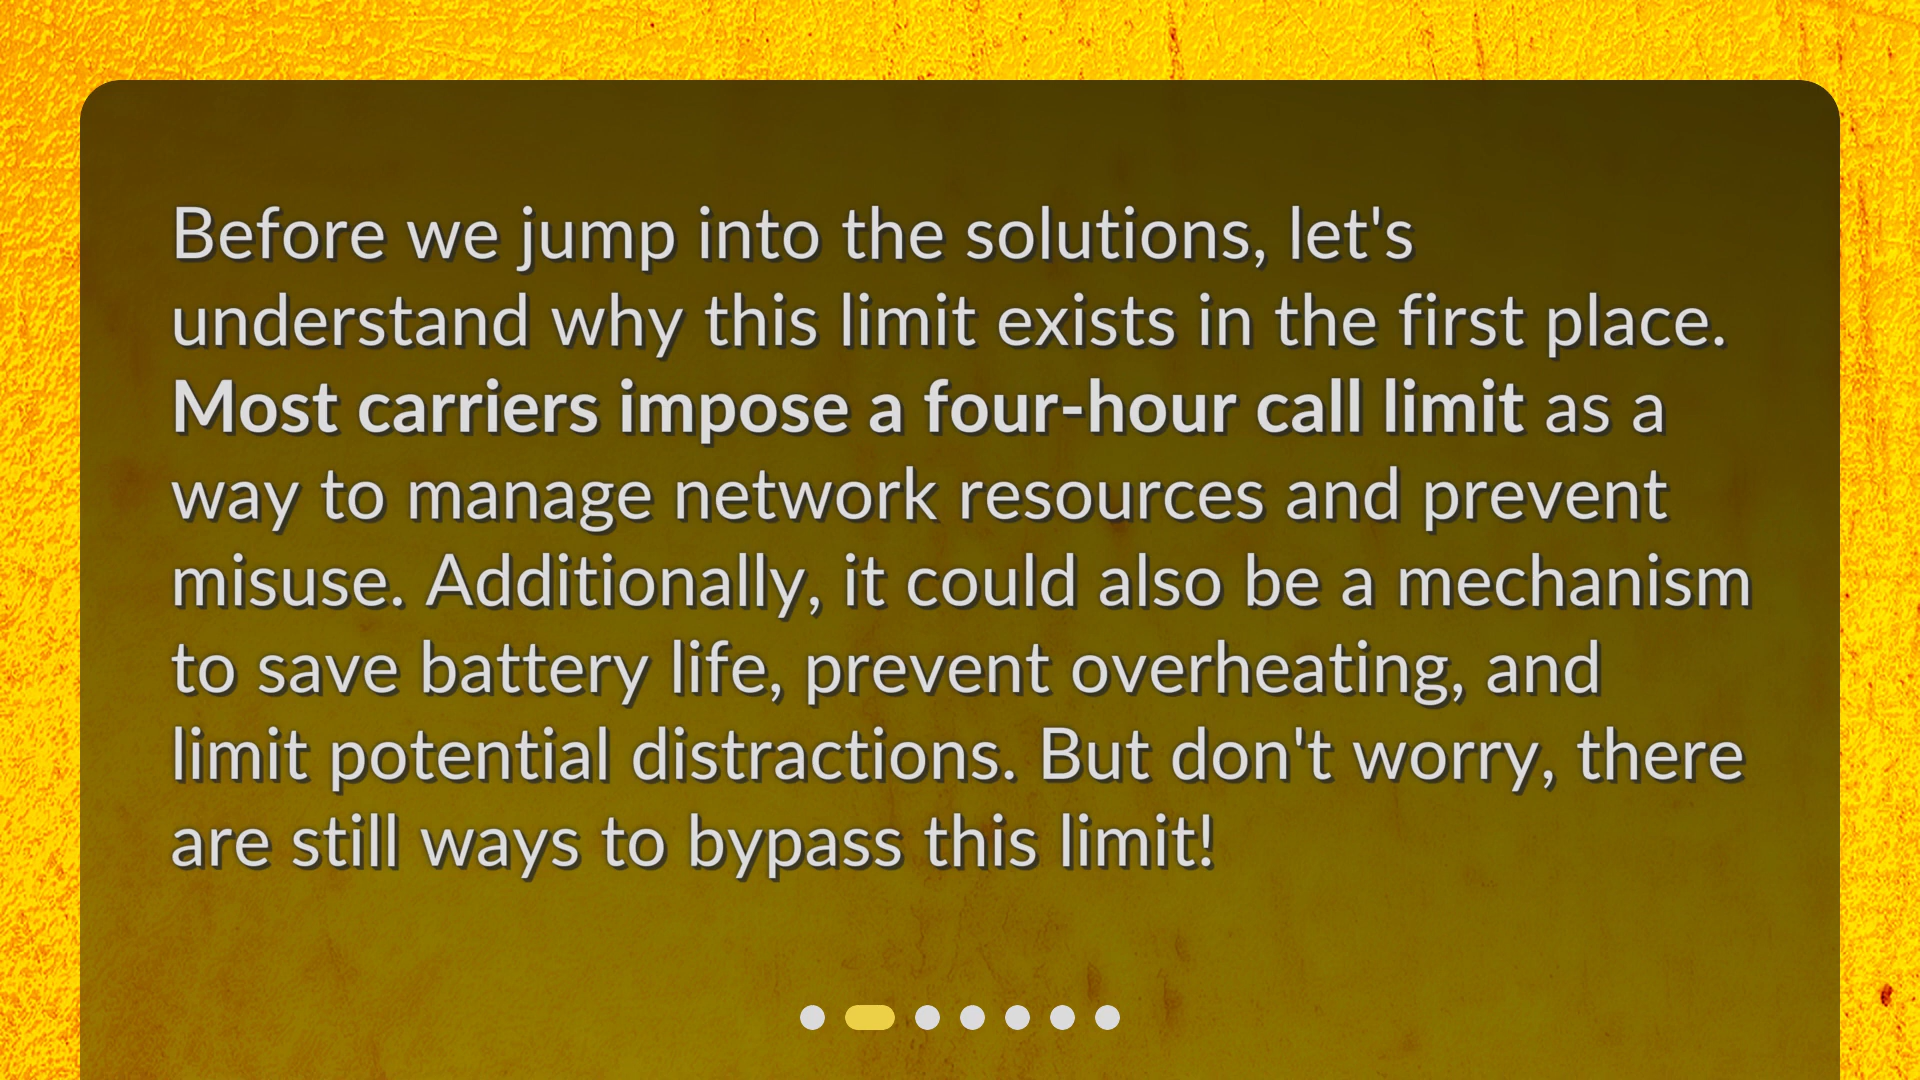 Before we jump into the solutions, let's
understand why this limit exists in the first place.
Most carriers impose a four-hour call limit as a
way to manage network resources and prevent
misuse. Additionally, it could also be a mechanism
to save battery life, prevent overheating, and
limit potential distractions. But don't worry, there
are still ways to bypass this limit!